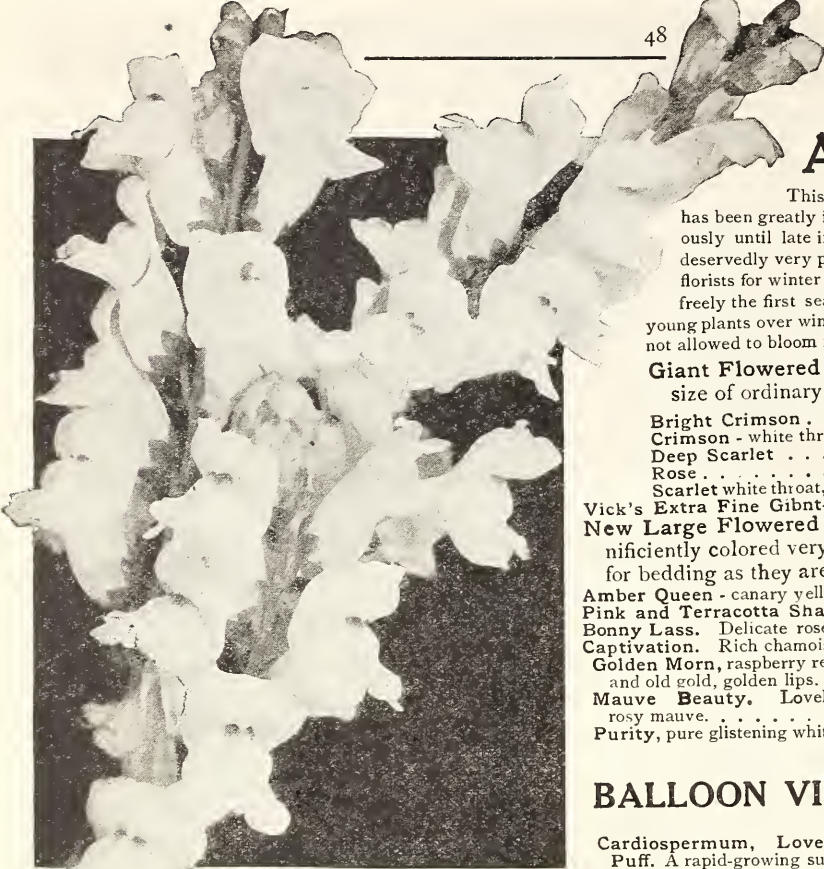 48
A
This
has been greatly i
ously until late i
deservedly very p
florists for winter
freely the first sea
young plants over win
not allowed to bloom
Giant Flowered
size of ordinary
Bright Crimson .
Crimson - white thr
Deep Scarlet . . .
Rose . . . . . . .
Scarlet white throat,
Vick's Extra Fine Gibnt-
New Large Flowered
nificiently colored very
for bedding as they are
Amber Queen - canary yell
Pink and Terracotta Sha
Bonny Lass. Delicate rose
Captivation. Rich chamoi
Golden Morn, raspberry re
and old gold, golden lips.
Mauve Beauty. Lovel
rosy mauve. . . . . . .
Purity, pure glistening whit
BALLOON VI
Cardiospermum, Love
Puff. A rapid-growing su